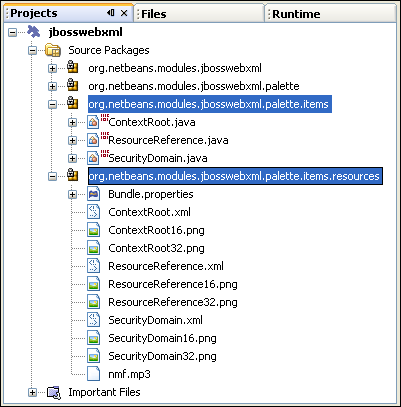 Projects Files Runtime
jbosswebxml
Source Packages
org.netbeans.modules.jbosswebxml
org.netbeans.modules.jbosswebxml.palette
org.netbeans.modules.jbosswebxml.palette.items
ContextRoot.java
ResourceReference.java
SecurityDomain.java
org.netbeans.modules.jbosswebxml.palette.items.resources
Bundle.properties
ContextRoot.xml
ContextRoot16.png
ContextRoot32.png
ResourceReference.xml
ResourceReference16.png
ResourceReference32.png
SecurityDomain.xml
SecurityDomain16.png
SecurityDomain32.png
nmf.mp3
Important Files